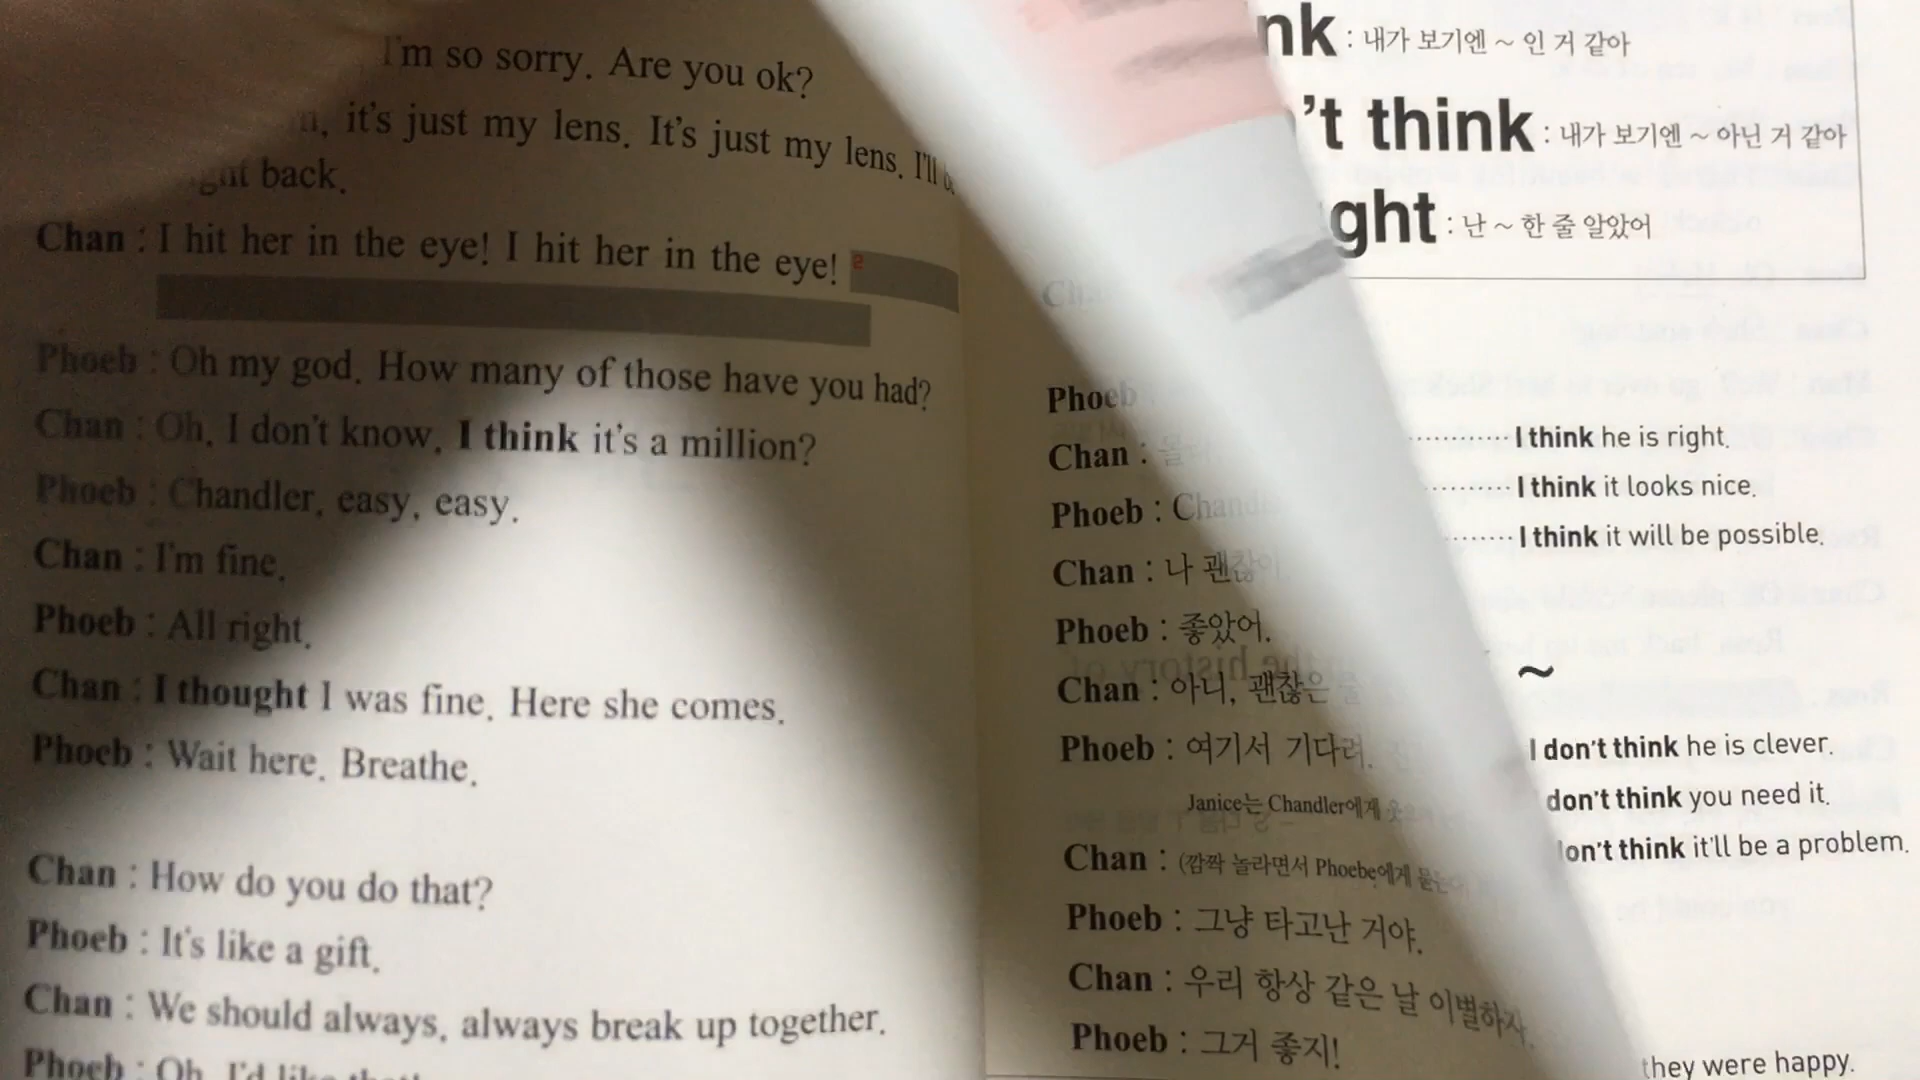 I'm so sorry. Are you ok?
it's just my lens. It's just my lens. I'll
back.
Chan : I hit her in the eye! I hit her in the eye!
Phoeb : Oh my god. How many of those have you had?
Chan : Oh, I don't know. I think it's a million?
Phoeb : Chandler, easy, easy.
Chan : I'm fine.
Phoeb : All right.
Chan : I thought I was fine. Here she comes.
Phoeb : Wait here. Breathe.
Chan : How do you do that?
Phoeb : It's like a gift.
Chan : We should always, always break up together.
Phoeb : Oh, I'd like that!
Phoeb
Chan :
Phoeb :
Chan : 나 괜찮아
Phoeb : 좋았어.
Chan : 아니, 괜찮은
Phoeb : 여기서 기다려.
Janice는 Chandler에게
Chan : (깜짝 놀라면서 Phoebe에게
Phoeb : 그냥 타고난 거야.
Chan : 우리 항상 같은 날 이별하자.
Phoeb : 그거 좋지!
nk : 내가 보기엔 ~ 인 거 같아
't think : 내가 보기엔 ~ 아닌 거 같아
ght : 난 ~ 한 줄 알았어
I think he is right.
I think it looks nice.
I think it will be possible.
~
I don't think he is clever.
don't think you need it.
on't think it'll be a problem.
they were happy.